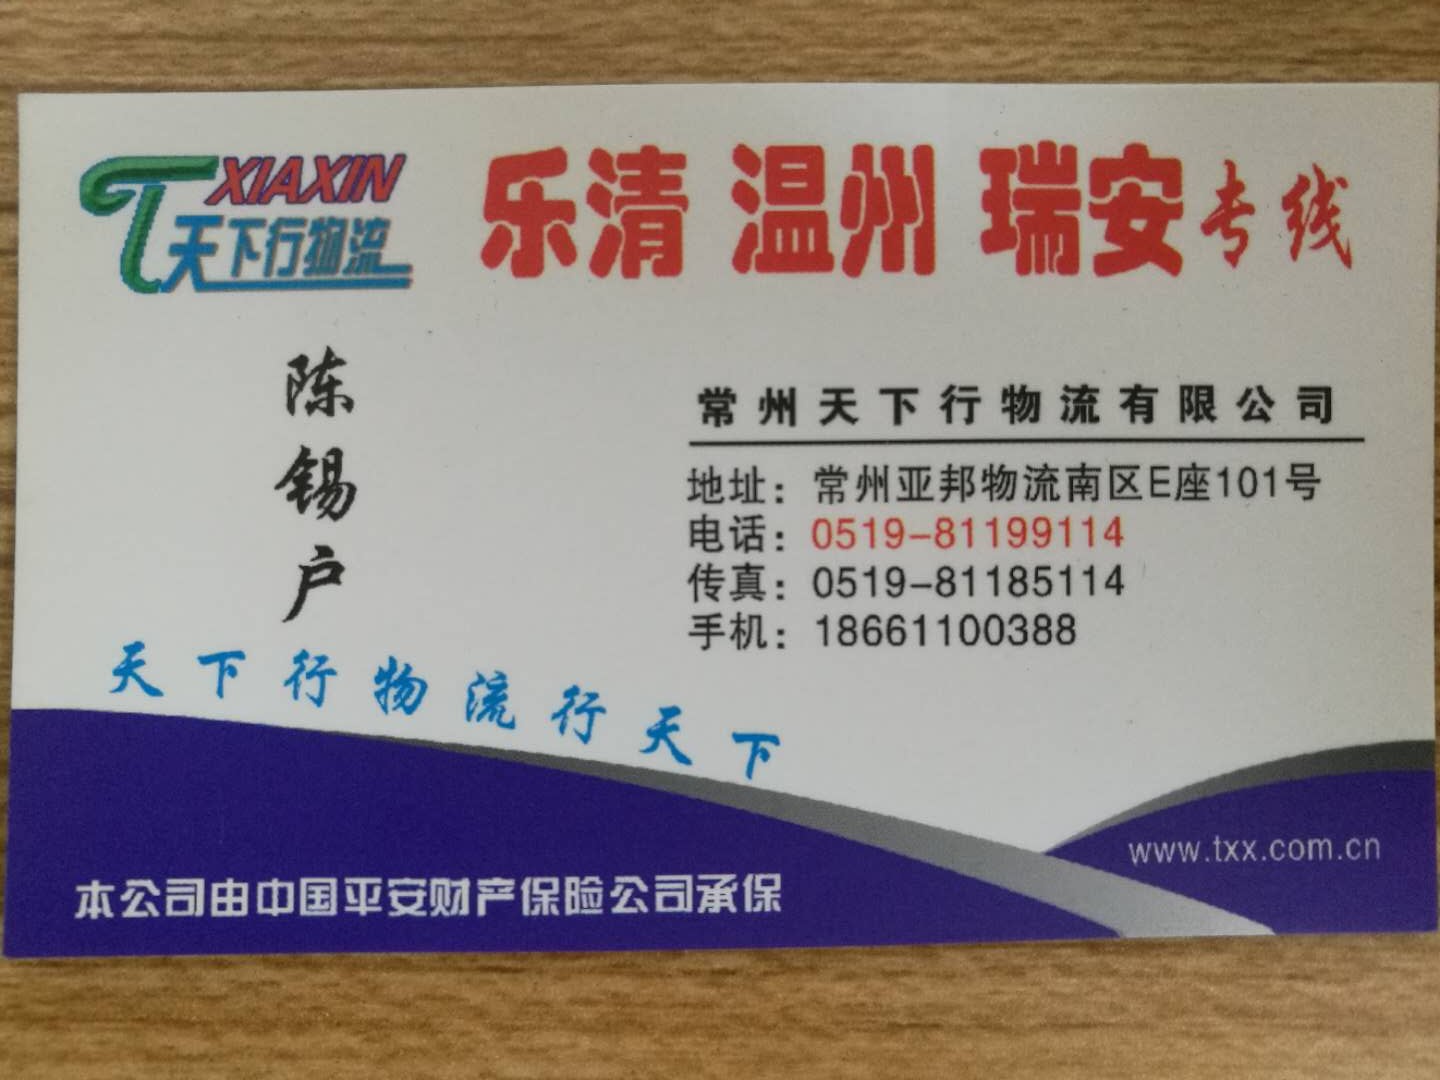 XIAXIN
天下行物流
乐清 温州 瑞安专线
陈锡户
常州天下行物流有限公司
地址：常州亚邦物流南区E座101号
电话：0519-81199114
传真：0519-81185114
手机：18661100388
天下行物流行天下
www.txx.com.cn
本公司由中国平安财产保险公司承保